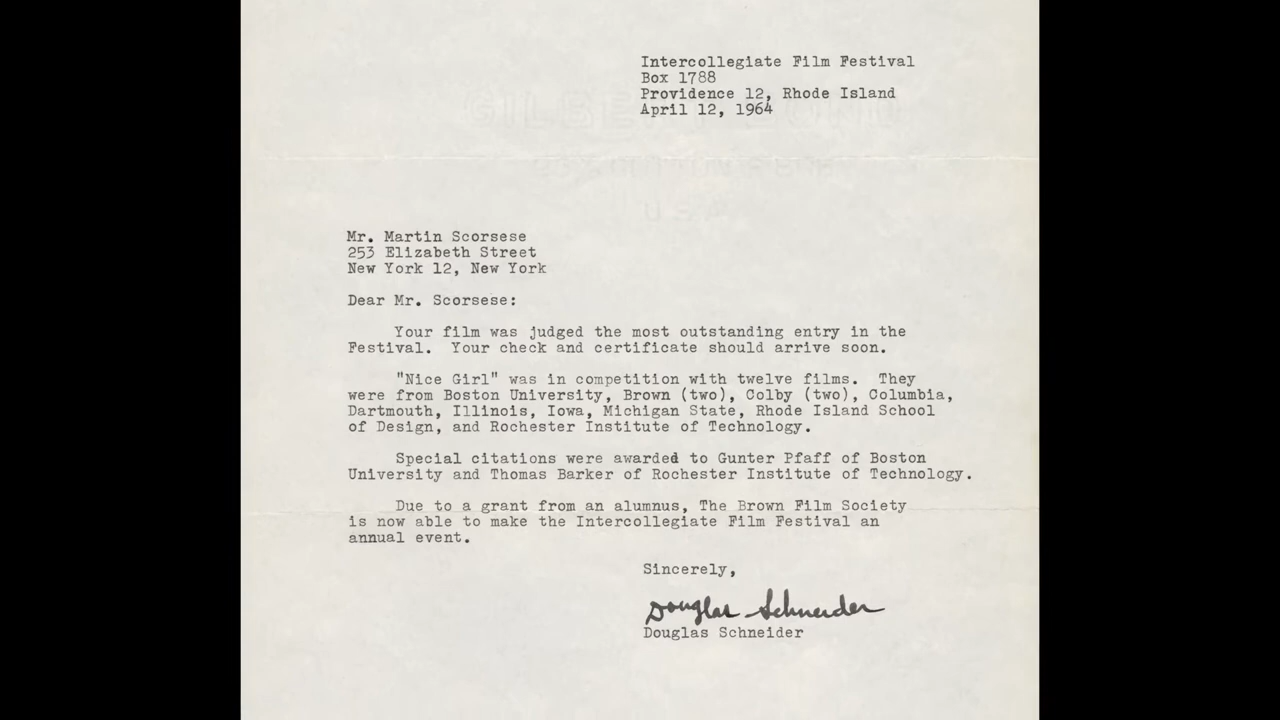 Intercollegiate Film Festival
Box 1788
Providence 12, Rhode Island
April 12, 1964
Mr. Martin Scorsese
253 Elizabeth Street
New York 12, New York
Dear Mr. Scorsese:
Your film was judged the most outstanding entry in the
Festival. Your check and certificate should arrive soon.
"Nice Girl" was in competition with twelve films. They
were from Boston University, Brown (two), Colby (two), Columbia,
Dartmouth, Illinois, Iowa, Michigan State, Rhode Island School
of Design, and Rochester Institute of Technology.
Special citations were awarded to Gunter Pfaff of Boston
University and Thomas Barker of Rochester Institute of Technology.
Due to a grant from an alumnus, The Brown Film Society
is now able to make the Intercollegiate Film Festival an
annual event.
Sincerely,
Douglas Schneider
Douglas Schneider